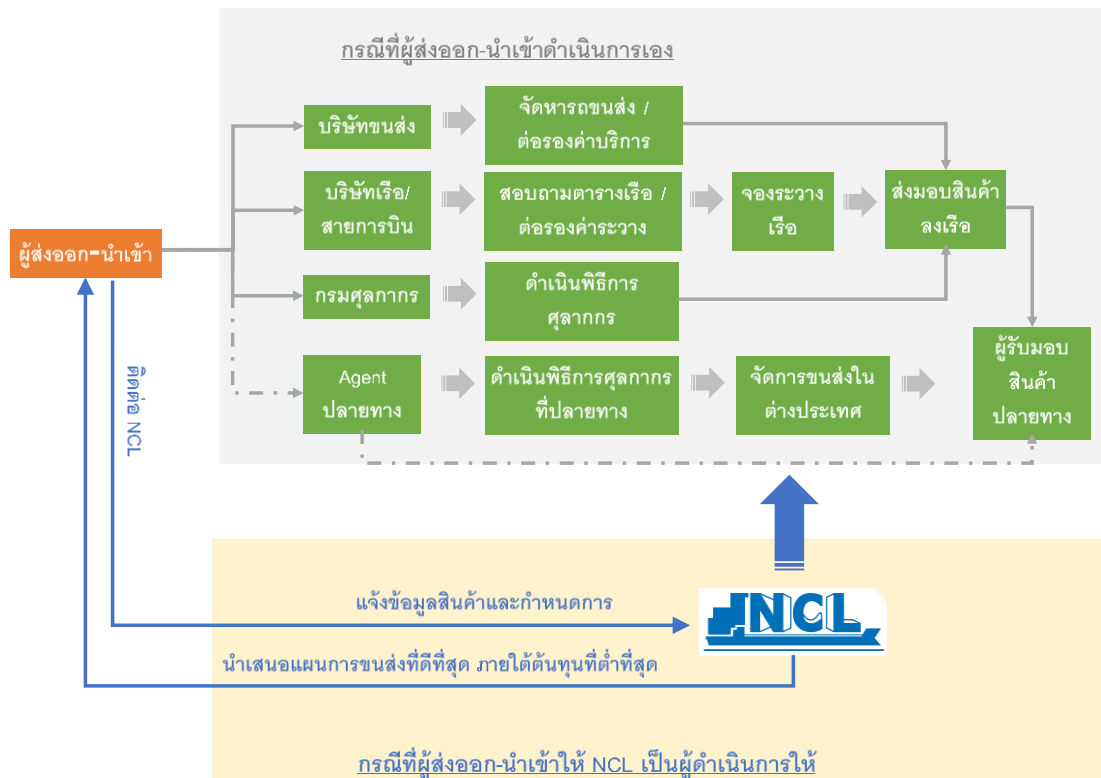 กรณีที่ผู้ส่งออก-นำเข้าดำเนินการเอง
บริษัทขนส่ง
จัดหารถขนส่ง /
ต่อรองค่าบริการ
บริษัทเรือ/
สายการบิน
สอบถามตารางเรือ /
ต่อรองค่าระวาง
จองระวาง
เรือ
ส่งมอบสินค้า
ลงเรือ
ผู้ส่งออก-นำเข้า
กรมศุลกากร
ดำเนินพิธีการ
ศุลากกร
Agent
ปลายทาง
ดำเนินพิธีการศุลกากร
ที่ปลายทาง
จัดการขนส่งใน
ต่างประเทศ
ผู้รับมอบ
สินค้า
ปลายทาง
ติดต่อ NCL
แจ้งข้อมูลสินค้าและกำหนดการ
NCL
นำเสนอแผนการขนส่งที่ดีที่สุด ภายใต้ต้นทุนที่ต่ำที่สุด
กรณีที่ผู้ส่งออก-นำเข้าให้ NCL เป็นผู้ดำเนินการให้